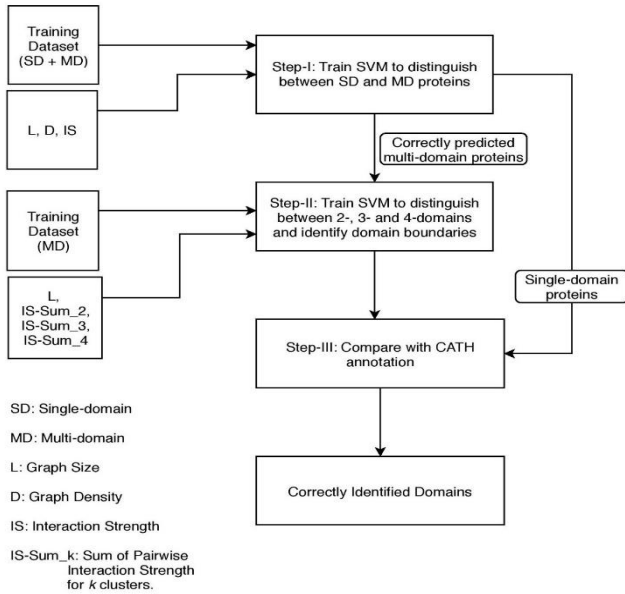 Training
Dataset
(SD + MD)
Step-I: Train SVM to distinguish
between SD and MD proteins
L, D, IS
Correctly predicted
multi-domain proteins
Training
Dataset
(MD)
Step-II: Train SVM to distinguish
between 2-, 3- and 4-domains
and identify domain boundaries
L,
IS-Sum_2,
IS-Sum_3,
IS-Sum_4
Single-domain
proteins
Step-III: Compare with CATH
annotation
Correctly Identified Domains
SD: Single-domain
MD: Multi-domain
L: Graph Size
D: Graph Density
IS: Interaction Strength
IS-Sum_k: Sum of Pairwise
Interaction Strength
for k clusters.